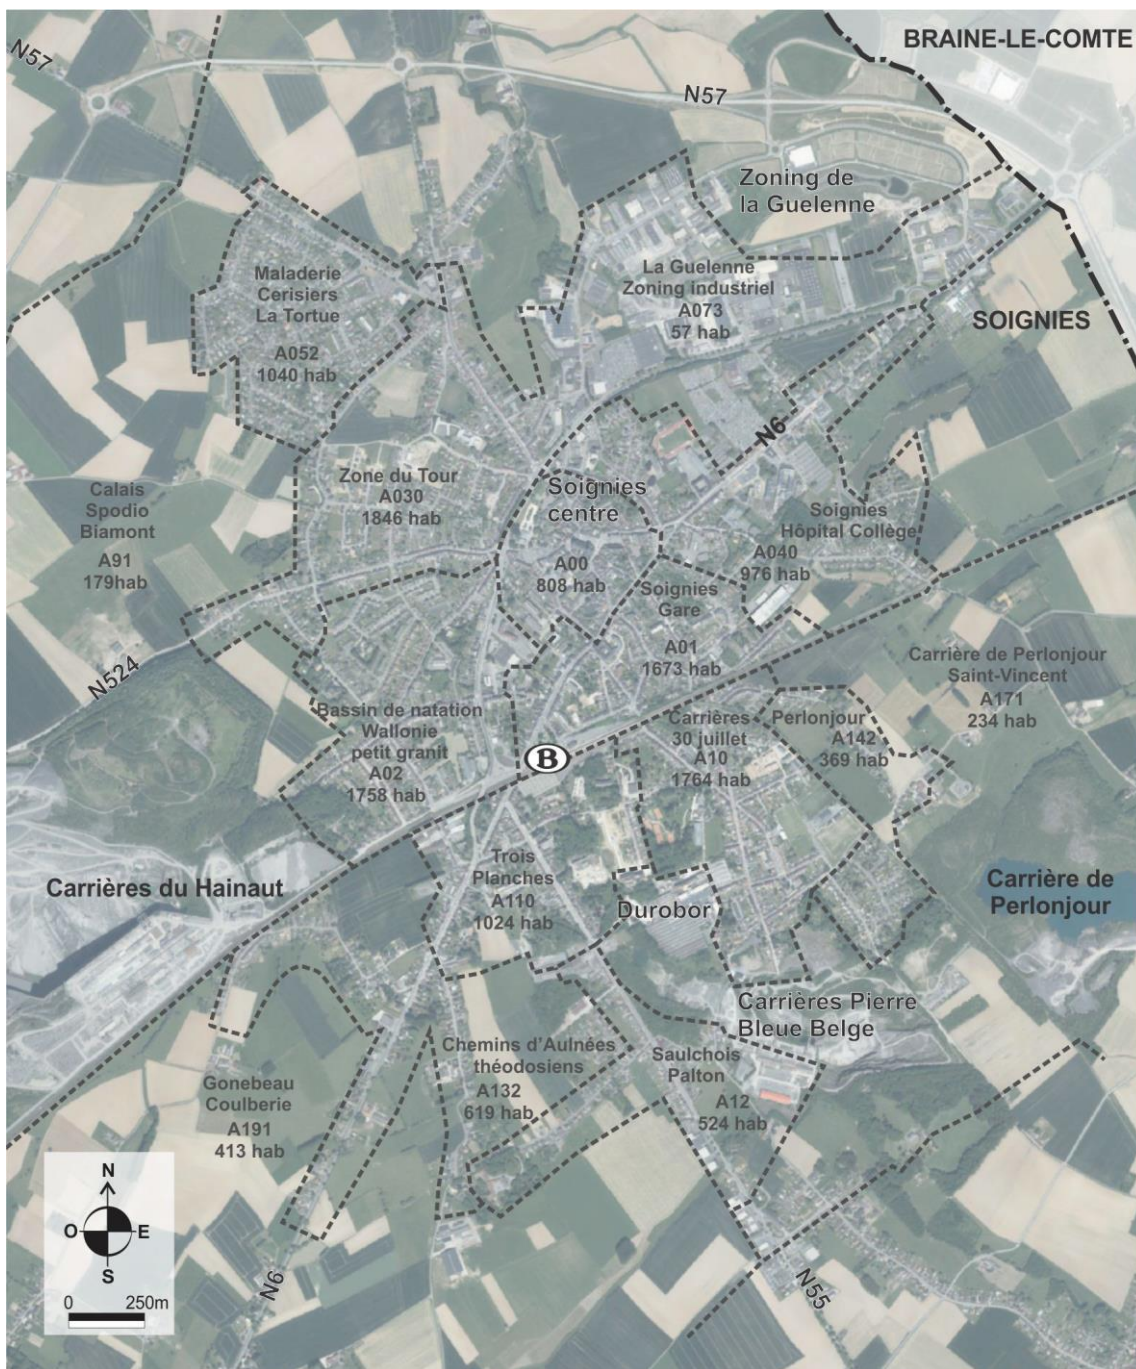 BRAINE-LE-COMTE
N57
N57
Zoning de
la Guelenne
La Guelenne
Zoning industriel
A073
57 hab
Maladerie
Cerisiers
La Tortue
A052
1040 hab
SOIGNIES
N6
Zone du Tour
A030
1846 hab
Soignies
centre
A00
808 hab
Calais
Spodio
Biamont
A91
179hab
Soignies
Hôpital Collège
A040
976 hab
Soignies
Gare
A01
1673 hab
N524
Carrière de Perlonjour
Saint-Vincent
A171
234 hab
Bassin de natation
Wallonie
petit granit
A02
1758 hab
Carrières
30 juillet
A10
1764 hab
Perlonjour
A142
369 hab
B
Trois
Planches
A110
1024 hab
Carrières du Hainaut
Durobor
Carrière de
Perlonjour
Carrières Pierre
Bleue Belge
Chemins d'Aulnées
théodosiens
A132
619 hab
Saulchois
Palton
A12
524 hab
Gonebeau
Coulberie
A191
413 hab
N
O
E
S
0
250m
N6
N55